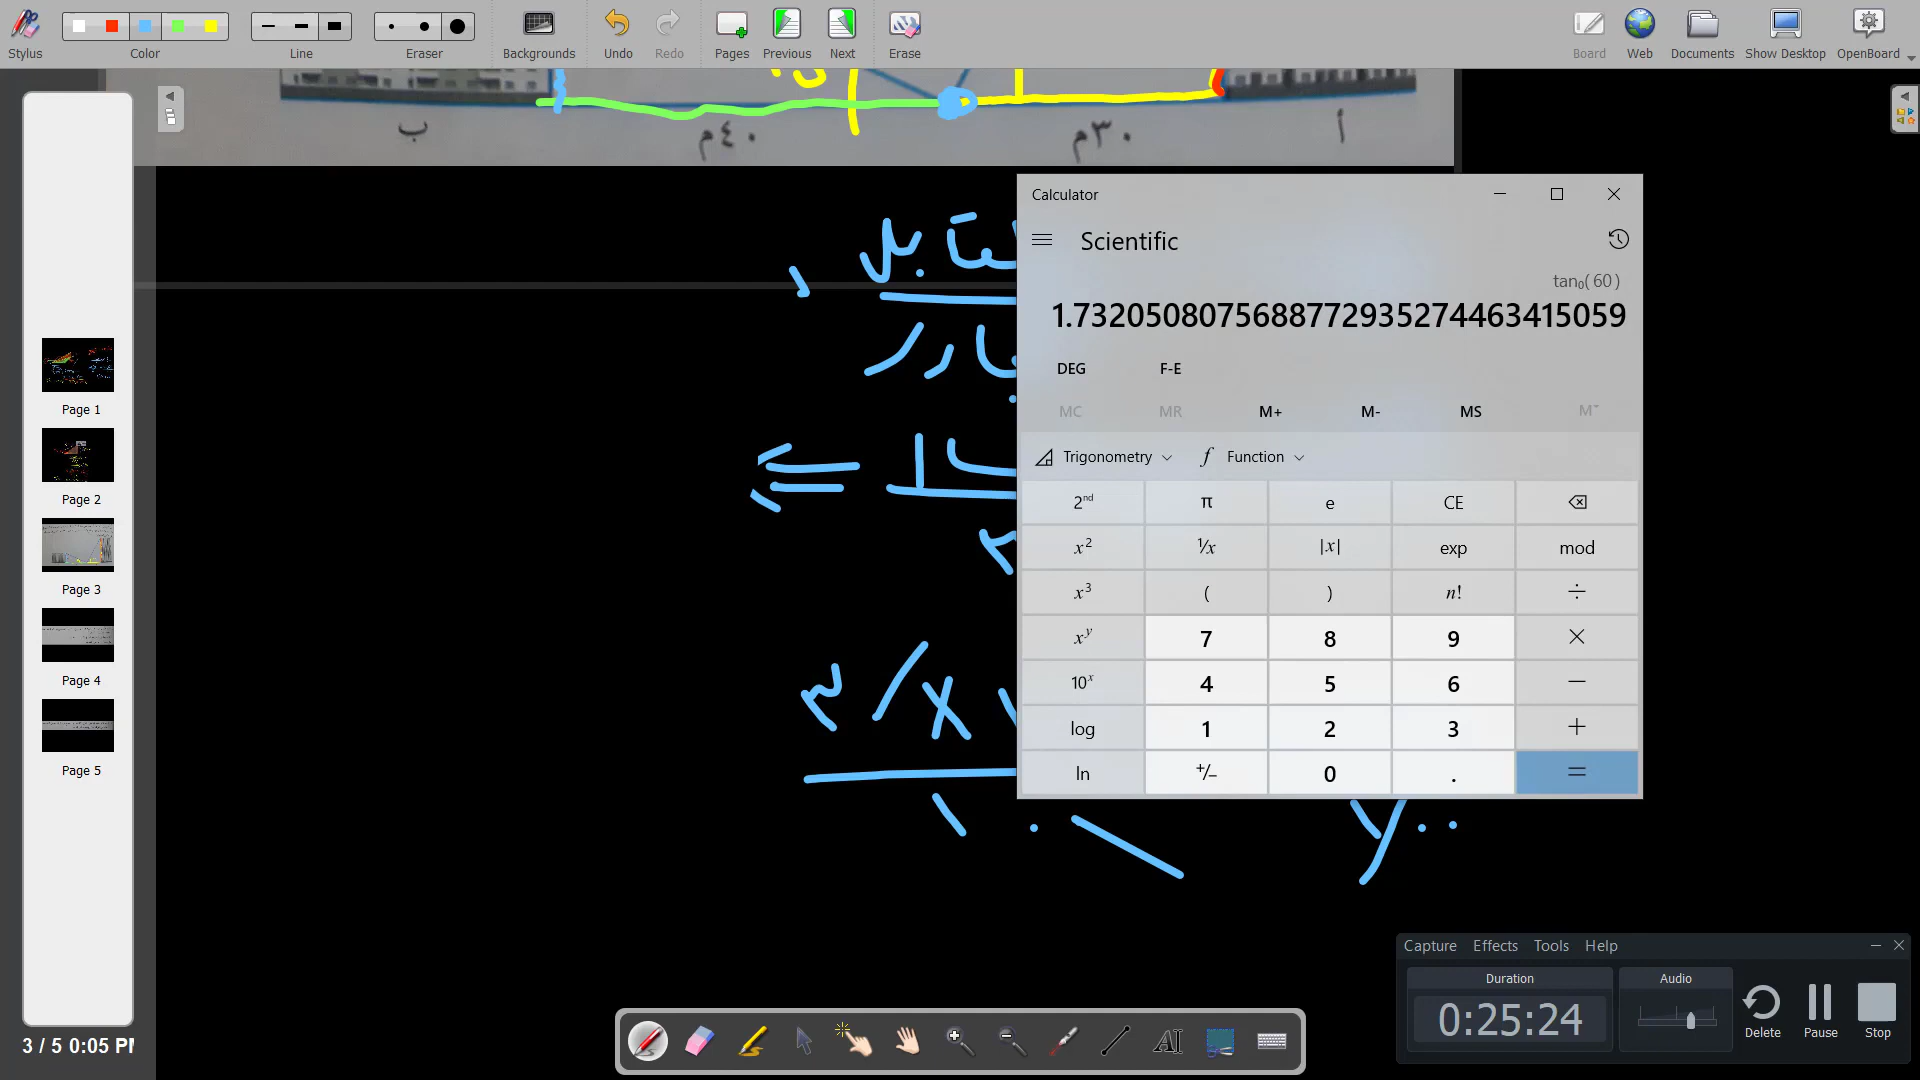 Stylus
Color
Line
Eraser
Backgrounds
Undo
Redo
Pages
Previous
Next
Erase
Board
Web
Documents
Show Desktop
OpenBoard
ب
٤٠م
٣٠م
أ
Page 1
Page 2
Page 3
Page 4
Page 5
3 / 5 0:05 PM
Calculator
Scientific
tan₀( 60 )
1.7320508075688772935274463415059
DEG
F-E
MC
MR
M+
M-
MS
M˅
Trigonometry
f Function
2ⁿᵈ
π
e
CE
x²
¹⁄x
|x|
exp
mod
x³
(
)
n!
÷
xʸ
7
8
9
×
10ˣ
4
5
6
−
log
1
2
3
+
ln
+/−
0
.
=
Capture Effects Tools Help
Duration
0:25:24
Audio
Delete
Pause
Stop